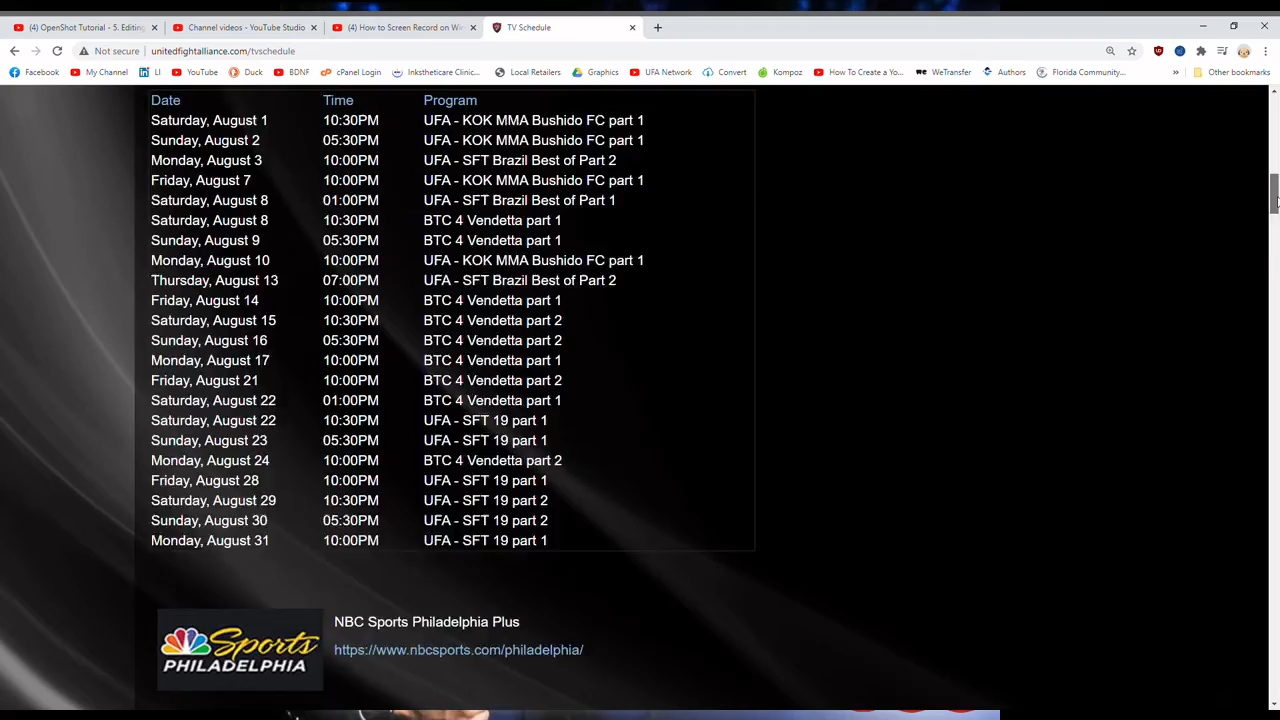 (4) OpenShot Tutorial - 5. Editing
Channel videos - YouTube Studio
(4) How to Screen Record on Win
TV Schedule
Not secure
unitedfightalliance.com/tvschedule
Facebook
My Channel
LI
YouTube
Duck
BDNF
cPanel Login
Inkstheticare Clinic...
Local Retailers
Graphics
UFA Network
Convert
Kompoz
How To Create a Yo...
WeTransfer
Authors
Florida Community...
Other bookmarks
Date Time Program
Saturday, August 1 10:30PM UFA - KOK MMA Bushido FC part 1
Sunday, August 2 05:30PM UFA - KOK MMA Bushido FC part 1
Monday, August 3 10:00PM UFA - SFT Brazil Best of Part 2
Friday, August 7 10:00PM UFA - KOK MMA Bushido FC part 1
Saturday, August 8 01:00PM UFA - SFT Brazil Best of Part 1
Saturday, August 8 10:30PM BTC 4 Vendetta part 1
Sunday, August 9 05:30PM BTC 4 Vendetta part 1
Monday, August 10 10:00PM UFA - KOK MMA Bushido FC part 1
Thursday, August 13 07:00PM UFA - SFT Brazil Best of Part 2
Friday, August 14 10:00PM BTC 4 Vendetta part 1
Saturday, August 15 10:30PM BTC 4 Vendetta part 2
Sunday, August 16 05:30PM BTC 4 Vendetta part 2
Monday, August 17 10:00PM BTC 4 Vendetta part 1
Friday, August 21 10:00PM BTC 4 Vendetta part 2
Saturday, August 22 01:00PM BTC 4 Vendetta part 1
Saturday, August 22 10:30PM UFA - SFT 19 part 1
Sunday, August 23 05:30PM UFA - SFT 19 part 1
Monday, August 24 10:00PM BTC 4 Vendetta part 2
Friday, August 28 10:00PM UFA - SFT 19 part 1
Saturday, August 29 10:30PM UFA - SFT 19 part 2
Sunday, August 30 05:30PM UFA - SFT 19 part 2
Monday, August 31 10:00PM UFA - SFT 19 part 1
Sports
PHILADELPHIA
NBC Sports Philadelphia Plus
https://www.nbcsports.com/philadelphia/